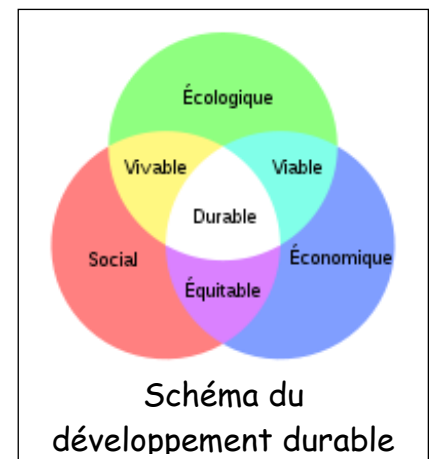 Écologique
Vivable
Viable
Durable
Social
Économique
Équitable
Schéma du
développement durable